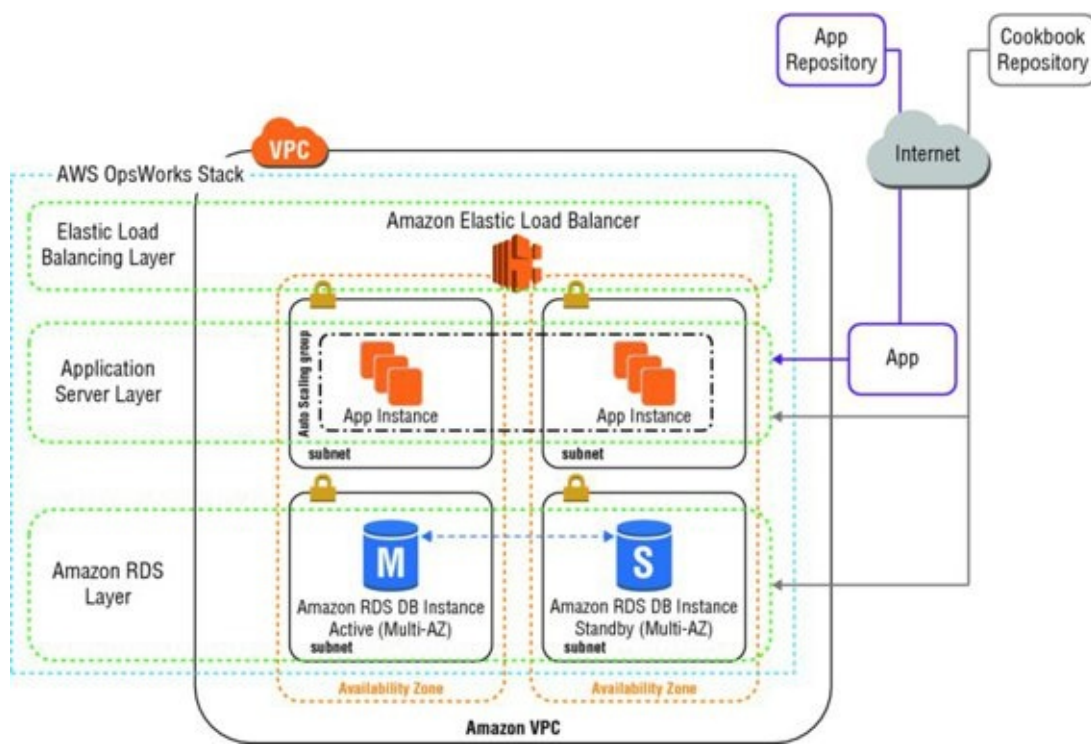 App
Repository
Cookbook
Repository
Internet
VPC
AWS OpsWorks Stack
Elastic Load
Balancing Layer
Amazon Elastic Load Balancer
Application
Server Layer
Auto Scaling group
App Instance
App Instance
App
subnet
subnet
Amazon RDS
Layer
M
S
Amazon RDS DB Instance
Active (Multi-AZ)
Amazon RDS DB Instance
Standby (Multi-AZ)
subnet
subnet
Availability Zone
Availability Zone
Amazon VPC